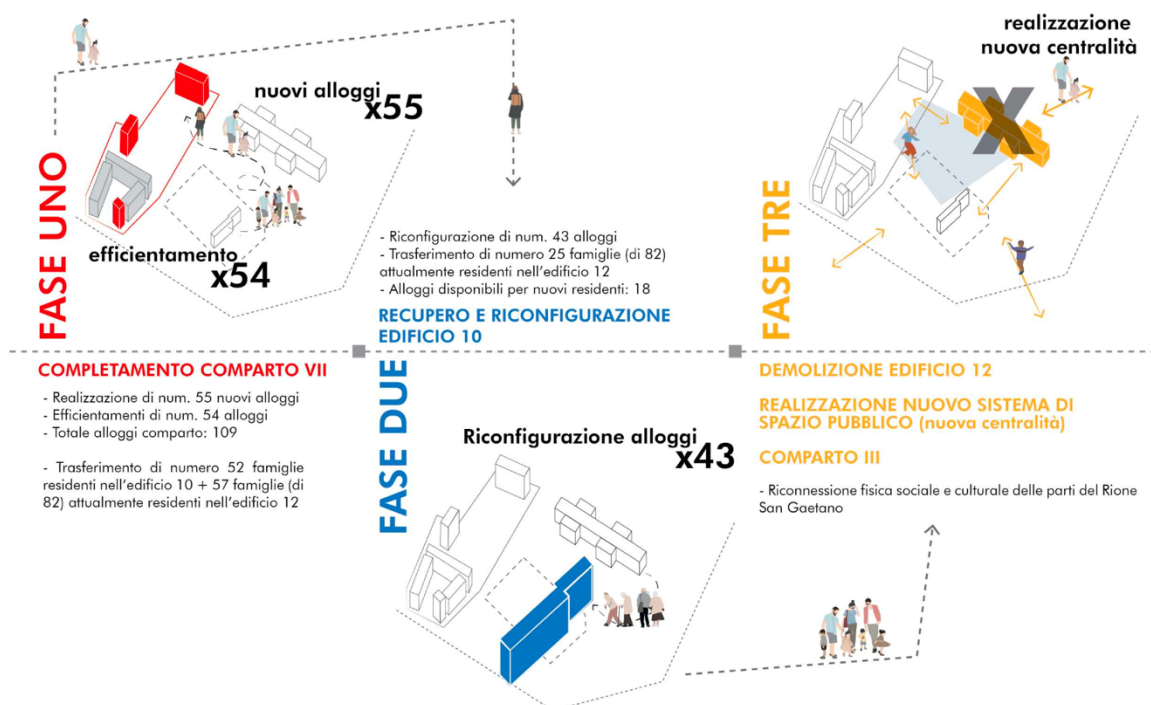 FASE UNO
nuovi alloggi
x55
efficientamento
x54
COMPLETAMENTO COMPARTO VII
- Realizzazione di num. 55 nuovi alloggi
- Efficientamenti di num. 54 alloggi
- Totale alloggi comparto: 109
- Trasferimento di numero 52 famiglie
residenti nell'edificio 10 + 57 famiglie (di
82) attualmente residenti nell'edificio 12
- Riconfigurazione di num. 43 alloggi
- Trasferimento di numero 25 famiglie (di 82)
attualmente residenti nell'edificio 12
- Alloggi disponibili per nuovi residenti: 18
RECUPERO E RICONFIGURAZIONE
EDIFICIO 10
FASE DUE
Riconfigurazione alloggi
x43
FASE TRE
realizzazione
nuova centralità
X
DEMOLIZIONE EDIFICIO 12
REALIZZAZIONE NUOVO SISTEMA DI
SPAZIO PUBBLICO (nuova centralità)
COMPARTO III
- Riconnessione fisica sociale e culturale delle parti del Rione
San Gaetano